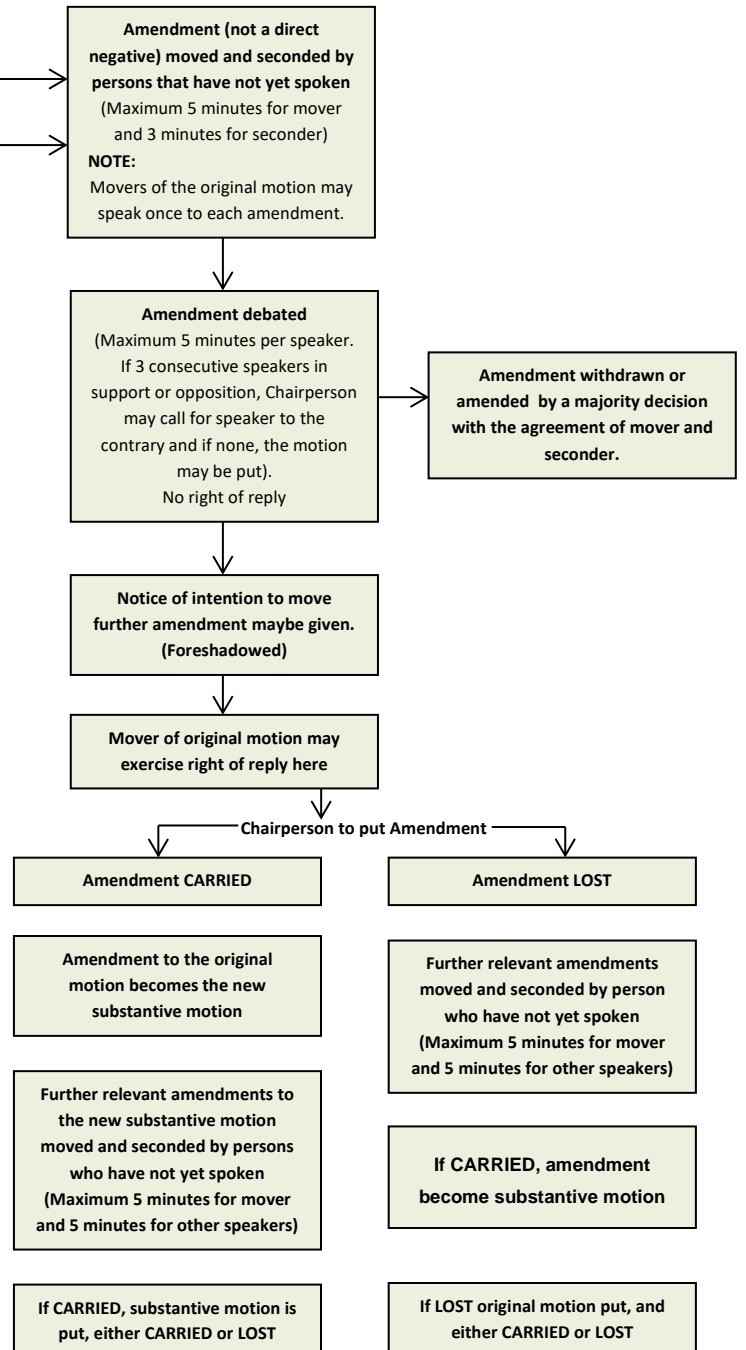 Amendment (not a direct
negative) moved and seconded by
persons that have not yet spoken
(Maximum 5 minutes for mover
and 3 minutes for seconder)
NOTE:
Movers of the original motion may
speak once to each amendment.
Amendment debated
(Maximum 5 minutes per speaker.
If 3 consecutive speakers in
support or opposition, Chairperson
may call for speaker to the
contrary and if none, the motion
may be put).
No right of reply
Amendment withdrawn or
amended by a majority decision
with the agreement of mover and
seconder.
Notice of intention to move
further amendment maybe given.
(Foreshadowed)
Mover of original motion may
exercise right of reply here
Chairperson to put Amendment
Amendment CARRIED
Amendment to the original
motion becomes the new
substantive motion
Further relevant amendments to
the new substantive motion
moved and seconded by persons
who have not yet spoken
(Maximum 5 minutes for mover
and 5 minutes for other speakers)
If CARRIED, substantive motion is
put, either CARRIED or LOST
Amendment LOST
Further relevant amendments
moved and seconded by person
who have not yet spoken
(Maximum 5 minutes for mover
and 5 minutes for other speakers)
If CARRIED, amendment
become substantive motion
If LOST original motion put, and
either CARRIED or LOST